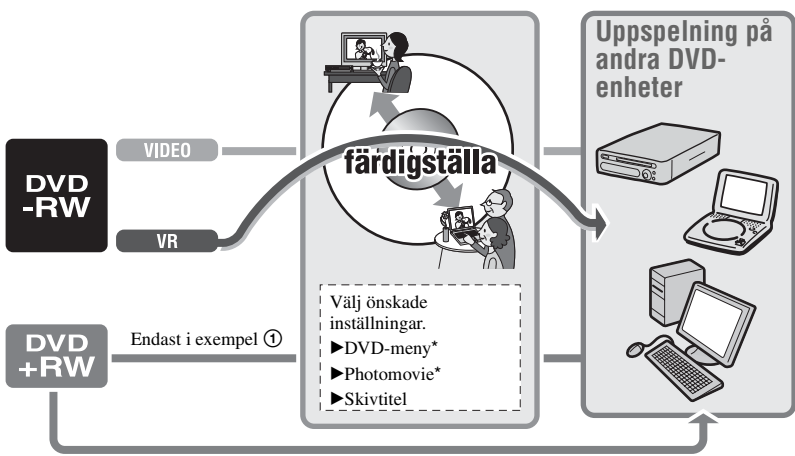 Uppspelning på
andra DVD-
enheter
VIDEO
färdigställa
DVD
-RW
VR
Välj önskade
inställningar.
▶DVD-meny*
▶Photomovie*
▶Skivtitel
DVD
+RW
Endast i exempel ①